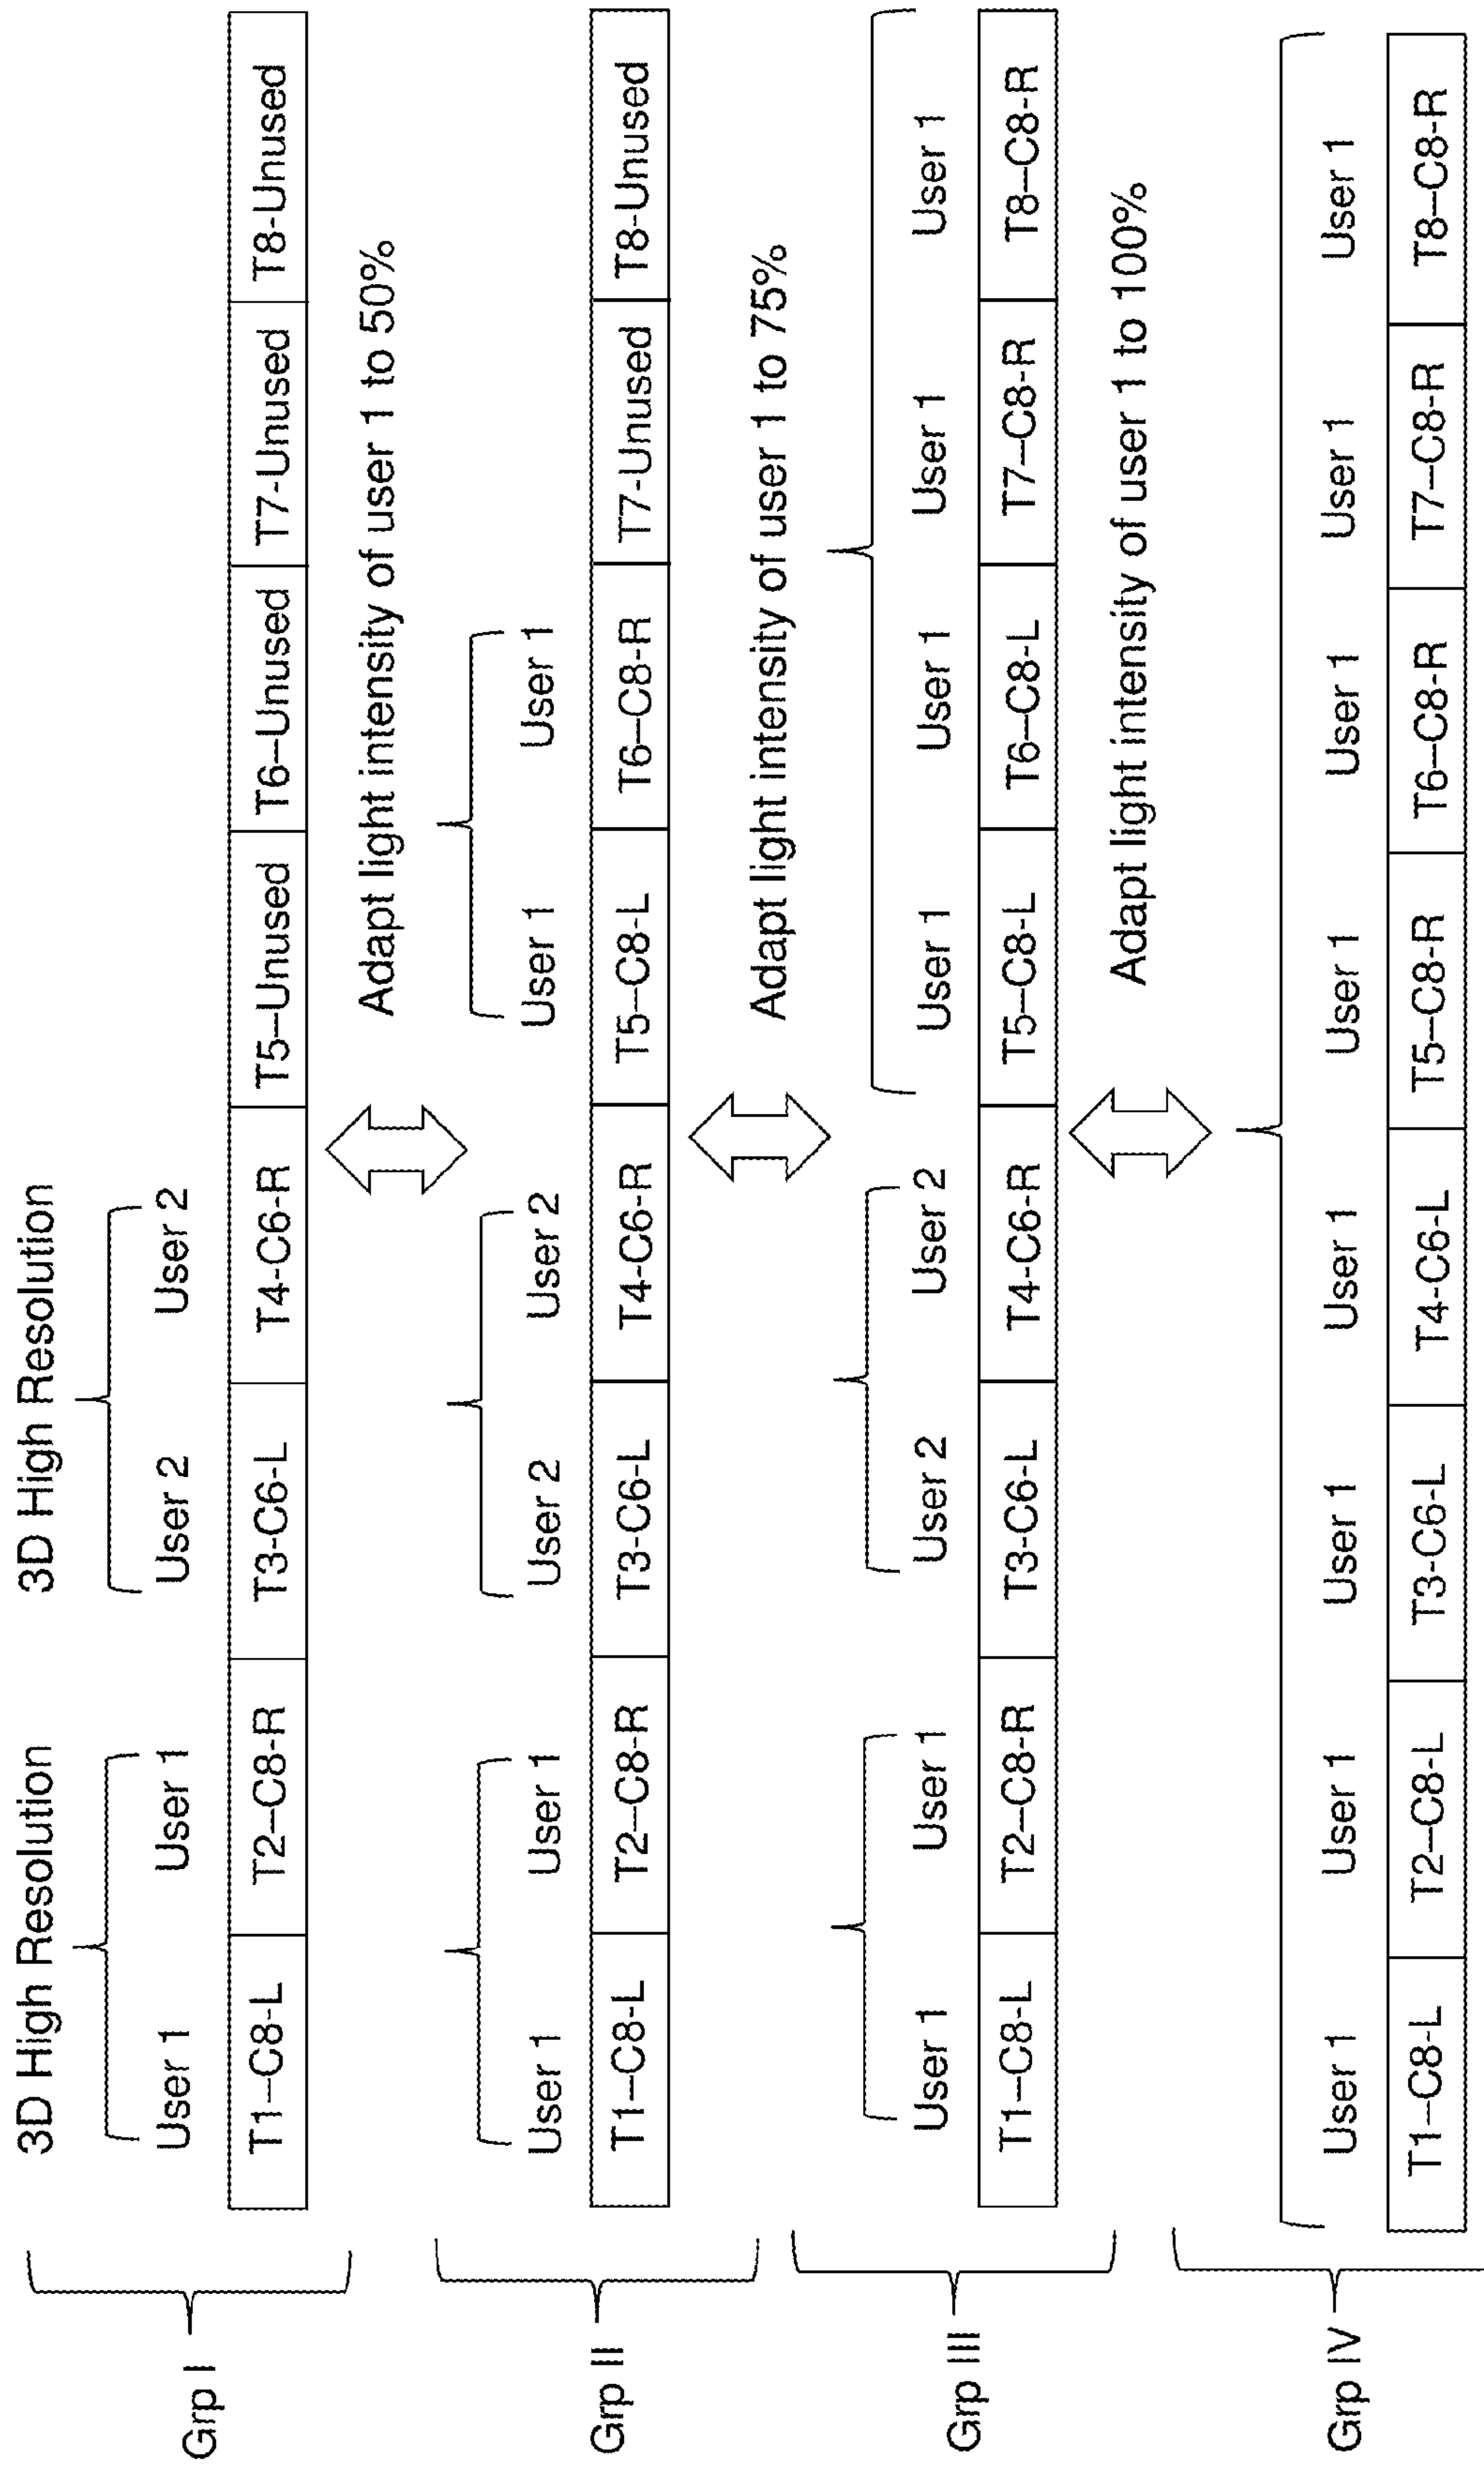 3D High Resolution 3D High Resolution
User 1 User 1 User 2 User 2
Grp I
T1–C8-L T2–C8-R T3-C6-L T4-C6-R T5–Unused T6–Unused T7-Unused T8-Unused
Adapt light intensity of user 1 to 50%
User 1 User 1 User 2 User 2 User 1 User 1
Grp II
T1–C8-L T2–C8-R T3-C6-L T4-C6-R T5–C8-L T6–C8-R T7-Unused T8-Unused
Adapt light intensity of user 1 to 75%
User 1 User 1 User 2 User 2 User 1 User 1 User 1 User 1
Grp III
T1–C8-L T2–C8-R T3-C6-L T4-C6-R T5–C8-L T6–C8-L T7–C8-R T8–C8-R
Adapt light intensity of user 1 to 100%
User 1 User 1 User 1 User 1 User 1 User 1 User 1 User 1
Grp IV
T1–C8-L T2–C8-L T3-C6-L T4-C6-L T5–C8-R T6–C8-R T7–C8-R T8–C8-R